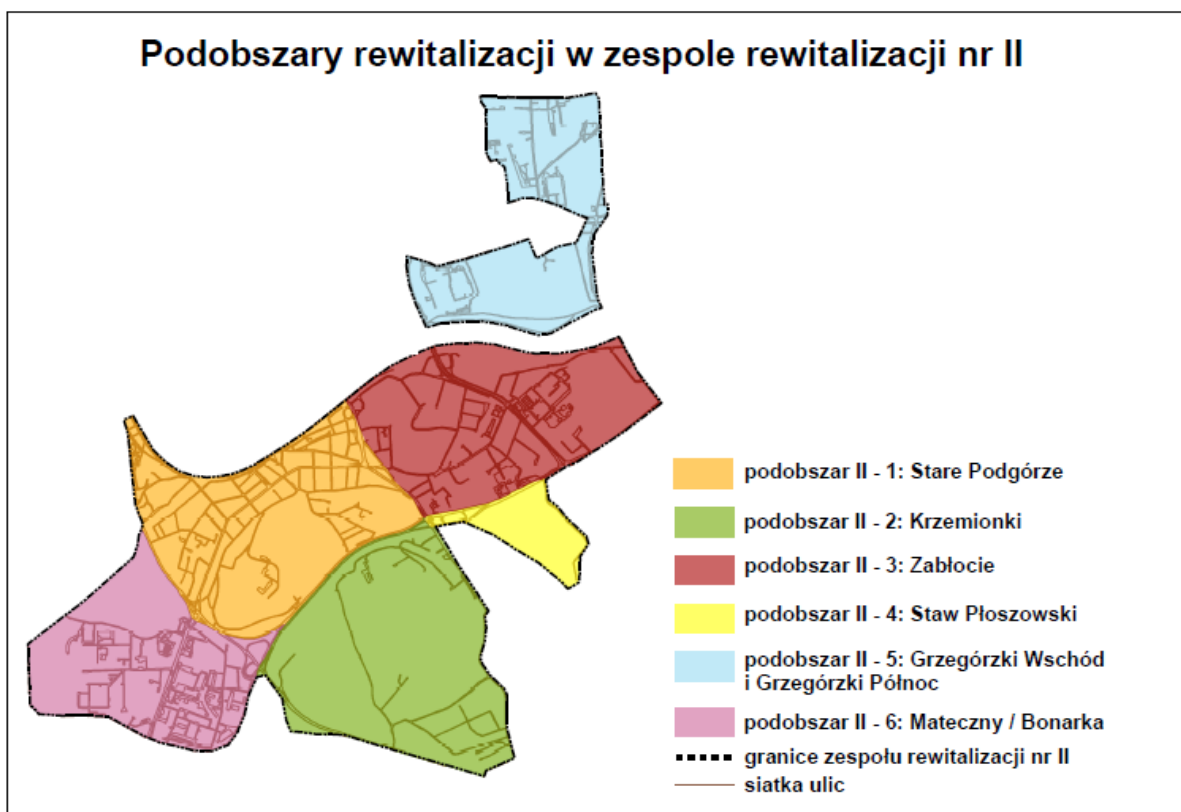 Podobszary rewitalizacji w zespole rewitalizacji nr II
podobszar II - 1: Stare Podgórze
podobszar II - 2: Krzemionki
podobszar II - 3: Zabłocie
podobszar II - 4: Staw Płoszowski
podobszar II - 5: Grzegórzki Wschód
i Grzegórzki Północ
podobszar II - 6: Mateczny / Bonarka
granice zespołu rewitalizacji nr II
siatka ulic